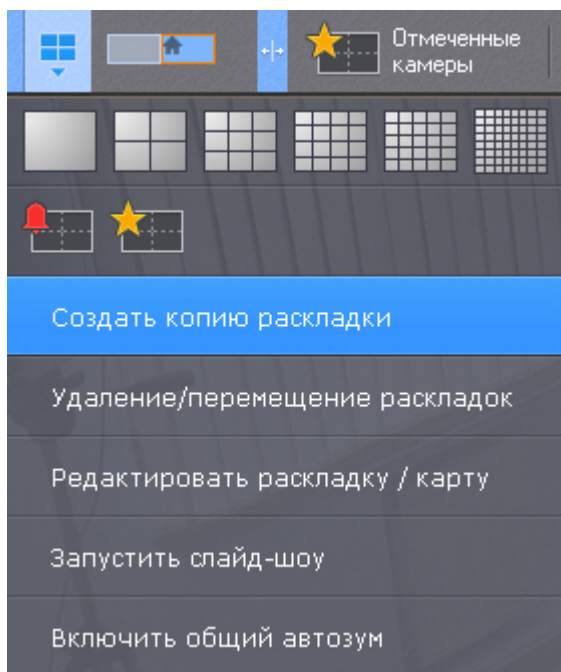 Отмеченные
камеры
Создать копию раскладки
Удаление/перемещение раскладок
Редактировать раскладку / карту
Запустить слайд-шоу
Включить общий автозум